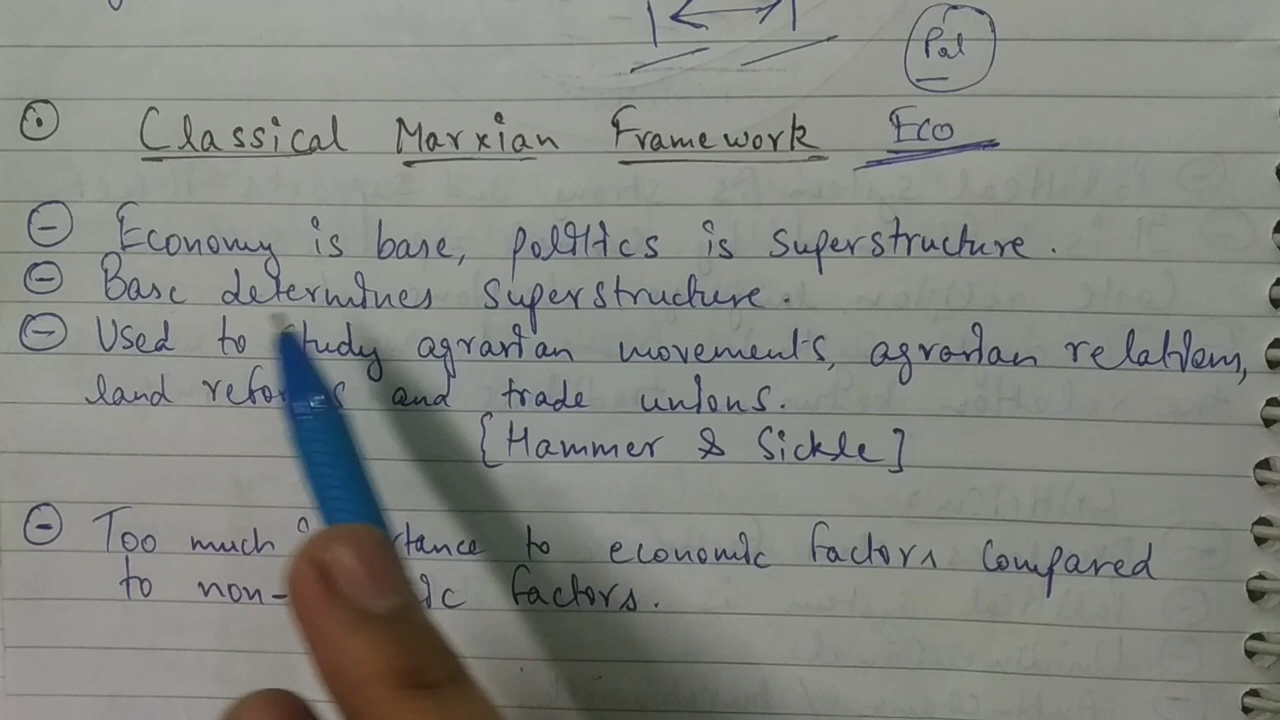 Pol
Classical Marxian Framework Eco
Economy is base, politics is superstructure.
Base determines superstructure.
Used to study agrarian movements, agrarian relations,
land and trade unions.
[Hammer & Sickle]
Too much to economic factors compared
to factors.